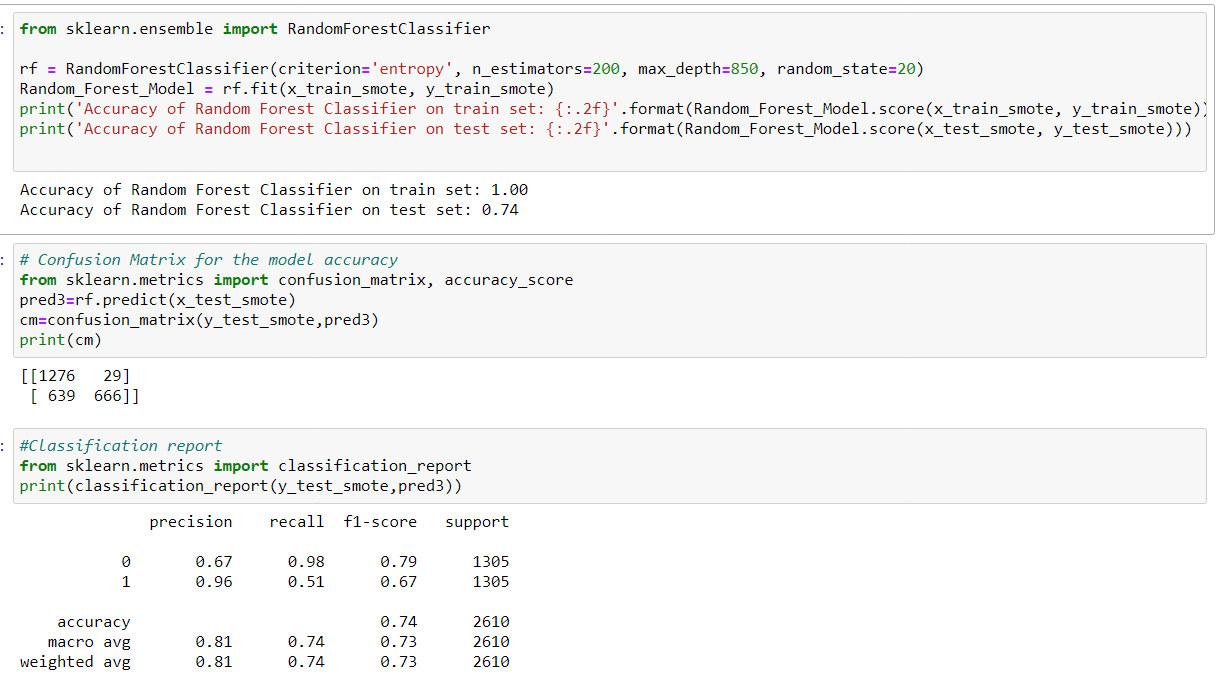 : from sklearn.ensemble import RandomForestClassifier
rf = RandomForestClassifier(criterion='entropy', n_estimators=200, max_depth=850, random_state=20)
Random_Forest_Model = rf.fit(x_train_smote, y_train_smote)
print('Accuracy of Random Forest Classifier on train set: {:.2f}'.format(Random_Forest_Model.score(x_train_smote, y_train_smote))
print('Accuracy of Random Forest Classifier on test set: {:.2f}'.format(Random_Forest_Model.score(x_test_smote, y_test_smote)))
Accuracy of Random Forest Classifier on train set: 1.00
Accuracy of Random Forest Classifier on test set: 0.74
: # Confusion Matrix for the model accuracy
from sklearn.metrics import confusion_matrix, accuracy_score
pred3=rf.predict(x_test_smote)
cm=confusion_matrix(y_test_smote,pred3)
print(cm)
[[1276   29]
 [ 639  666]]
: #Classification report
from sklearn.metrics import classification_report
print(classification_report(y_test_smote,pred3))
precision    recall  f1-score   support
0       0.67      0.98      0.79      1305
1       0.96      0.51      0.67      1305
accuracy                           0.74      2610
macro avg       0.81      0.74      0.73      2610
weighted avg       0.81      0.74      0.73      2610